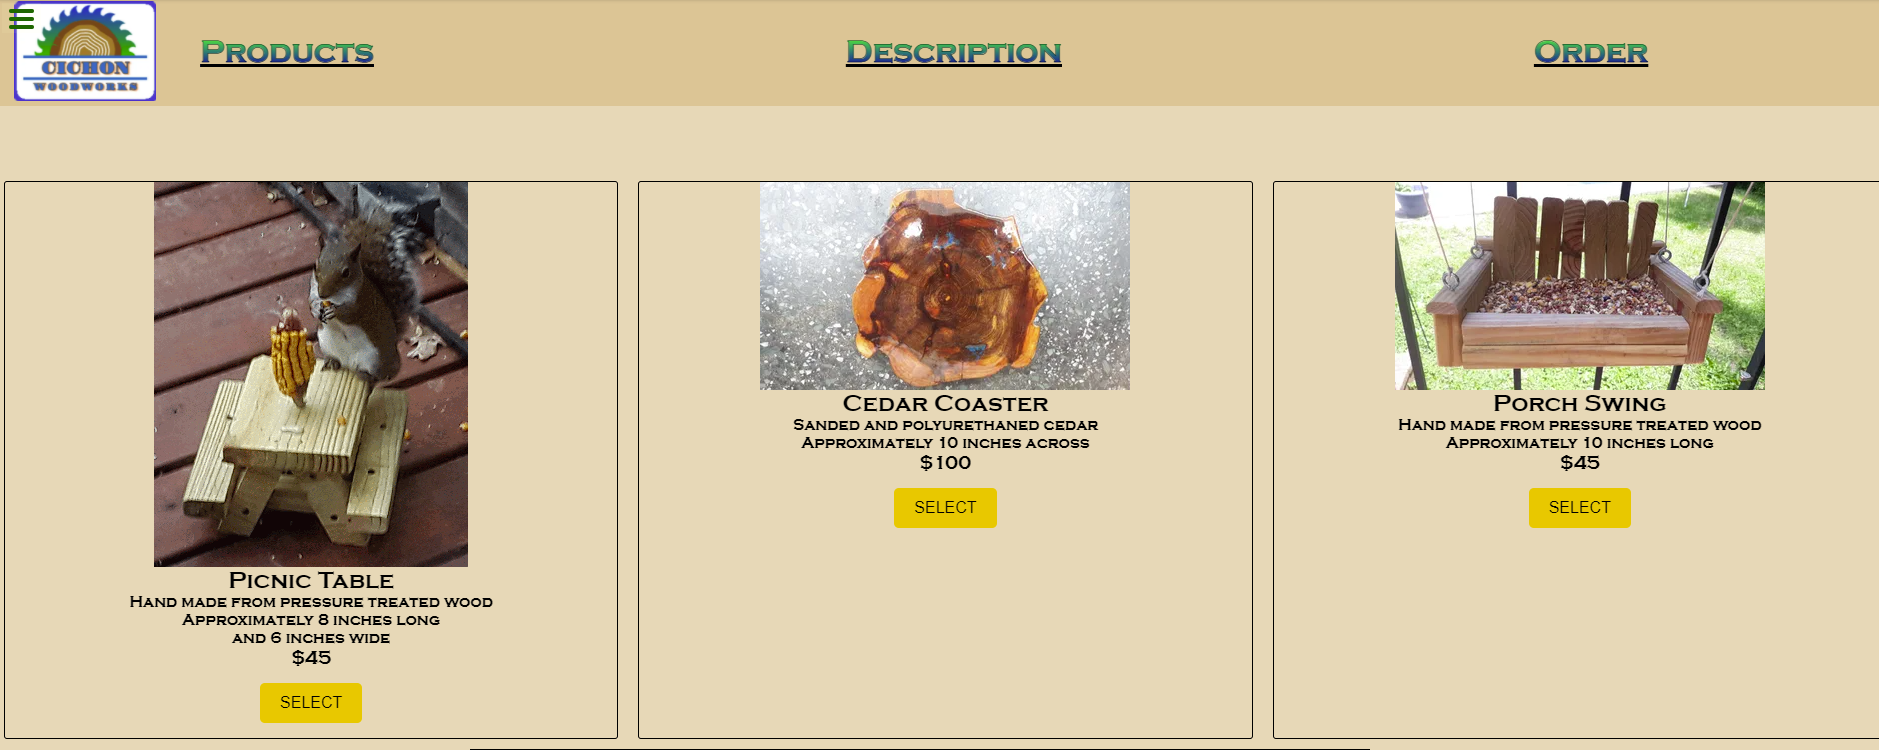 CICHON
WOODWORKS
Products
Description
Order
Picnic Table
Hand made from pressure treated wood
Approximately 8 inches long
and 6 inches wide
$45
SELECT
Cedar Coaster
Sanded and polyurethaned cedar
Approximately 10 inches across
$100
SELECT
Porch Swing
Hand made from pressure treated wood
Approximately 10 inches long
$45
SELECT